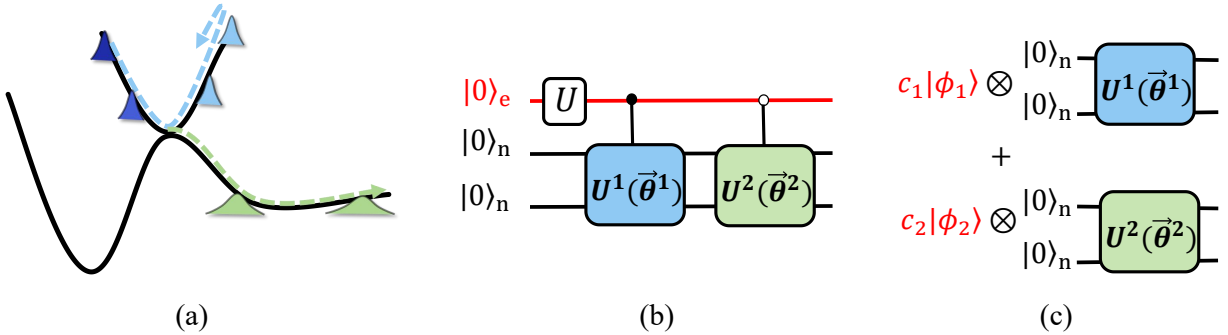 |0⟩e U
|0⟩n
|0⟩n
U¹(θ⃗¹) U²(θ⃗²)
c₁|ϕ₁⟩ ⊗ |0⟩n
|0⟩n
U¹(θ⃗¹)
+
c₂|ϕ₂⟩ ⊗ |0⟩n
|0⟩n
U²(θ⃗²)
(a) (b) (c)